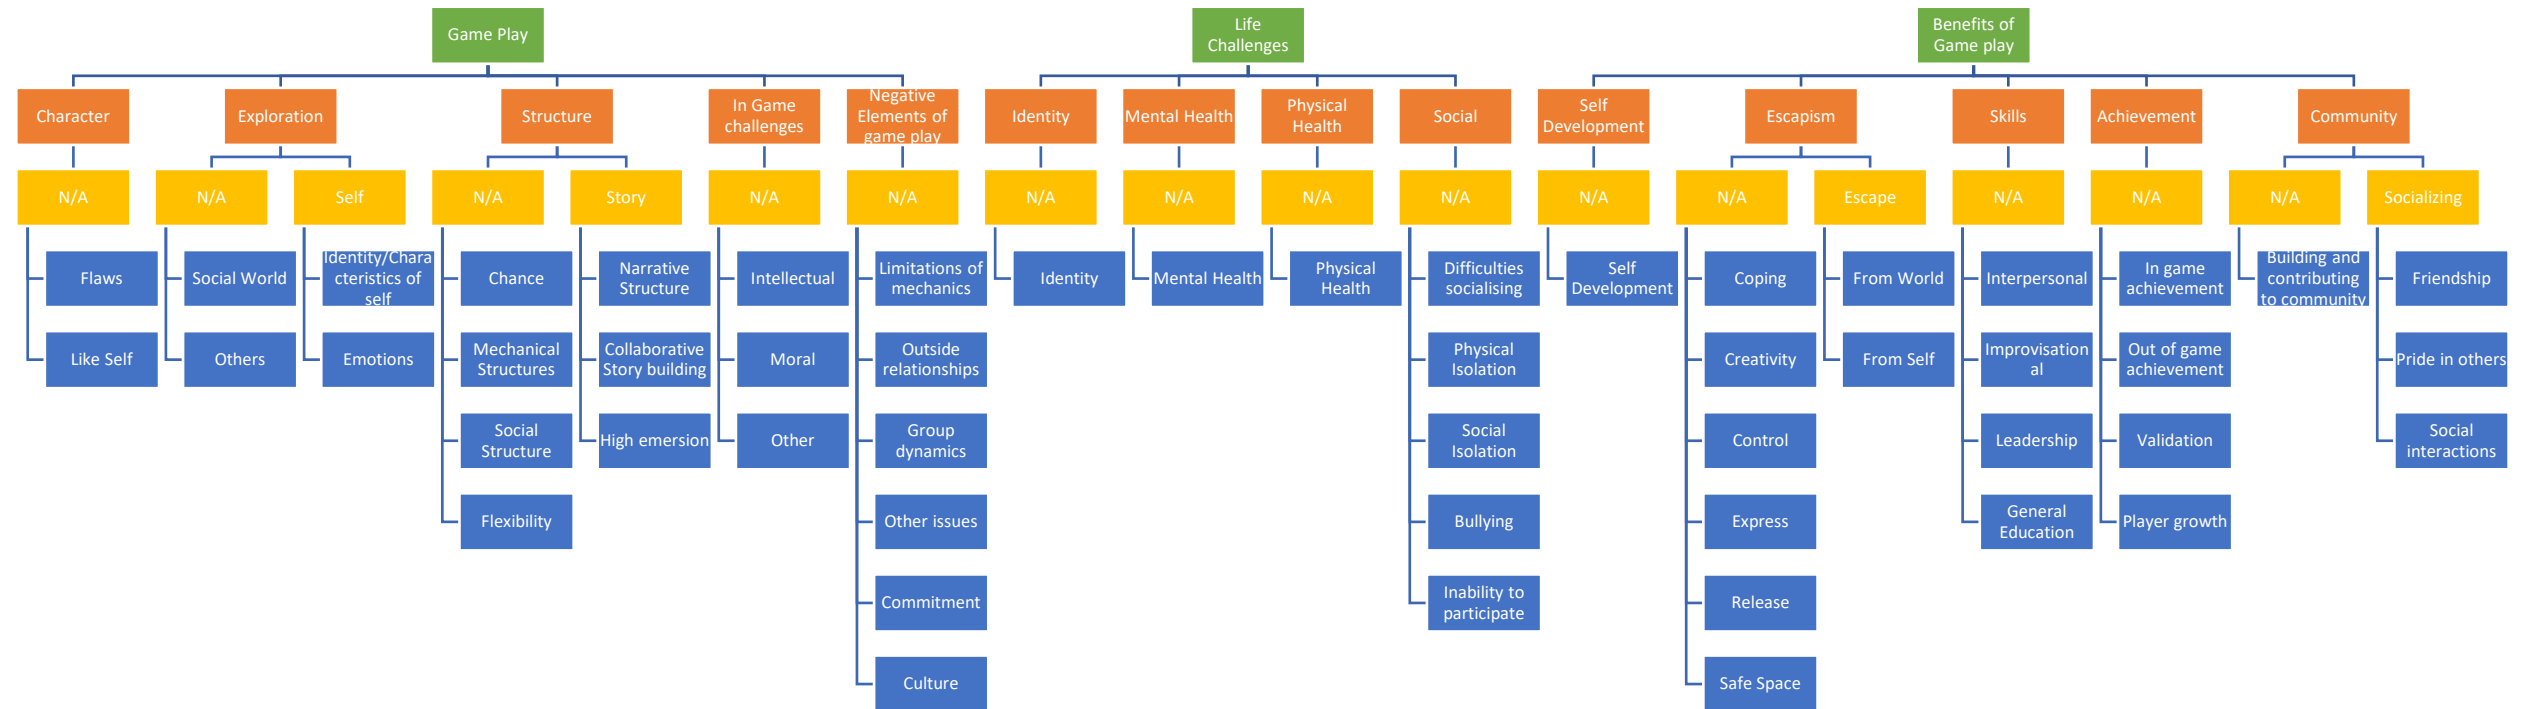 Game Play
Life
Challenges
Benefits of
Game play
Character
Exploration
Structure
In Game
challenges
Negative
Elements of
game play
Identity
Mental Health
Physical
Health
Social
Self
Development
Escapism
Skills
Achievement
Community
N/A
N/A
Self
N/A
Story
N/A
N/A
N/A
N/A
N/A
N/A
N/A
N/A
Escape
N/A
N/A
N/A
Socializing
Flaws
Social World
Identity/Chara
cteristics of
self
Chance
Narrative
Structure
Intellectual
Limitations of
mechanics
Identity
Mental Health
Physical
Health
Difficulties
socialising
Self
Development
Coping
From World
Interpersonal
In game
achievement
Building and
contributing
to community
Friendship
Like Self
Others
Emotions
Mechanical
Structures
Collaborative
Story building
Moral
Outside
relationships
Physical
Isolation
Creativity
From Self
Improvisation
al
Out of game
achievement
Pride in others
Social
Structure
High emersion
Other
Group
dynamics
Social
Isolation
Control
Leadership
Validation
Social
interactions
Flexibility
Other issues
Bullying
Express
General
Education
Player growth
Commitment
Inability to
participate
Release
Culture
Safe Space